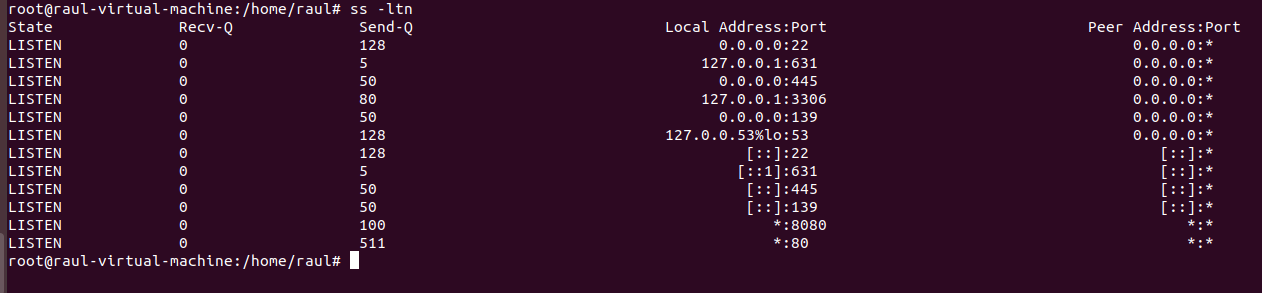 root@raul-virtual-machine:/home/raul# ss -ltn
State Recv-Q Send-Q Local Address:Port Peer Address:Port
LISTEN 0 128 0.0.0.0:22 0.0.0.0:*
LISTEN 0 5 127.0.0.1:631 0.0.0.0:*
LISTEN 0 50 0.0.0.0:445 0.0.0.0:*
LISTEN 0 80 127.0.0.1:3306 0.0.0.0:*
LISTEN 0 50 0.0.0.0:139 0.0.0.0:*
LISTEN 0 128 127.0.0.53%lo:53 0.0.0.0:*
LISTEN 0 128 [::]:22 [::]:*
LISTEN 0 5 [::1]:631 [::]:*
LISTEN 0 50 [::]:445 [::]:*
LISTEN 0 50 [::]:139 [::]:*
LISTEN 0 100 *:8080 *:*
LISTEN 0 511 *:80 *:*
root@raul-virtual-machine:/home/raul#